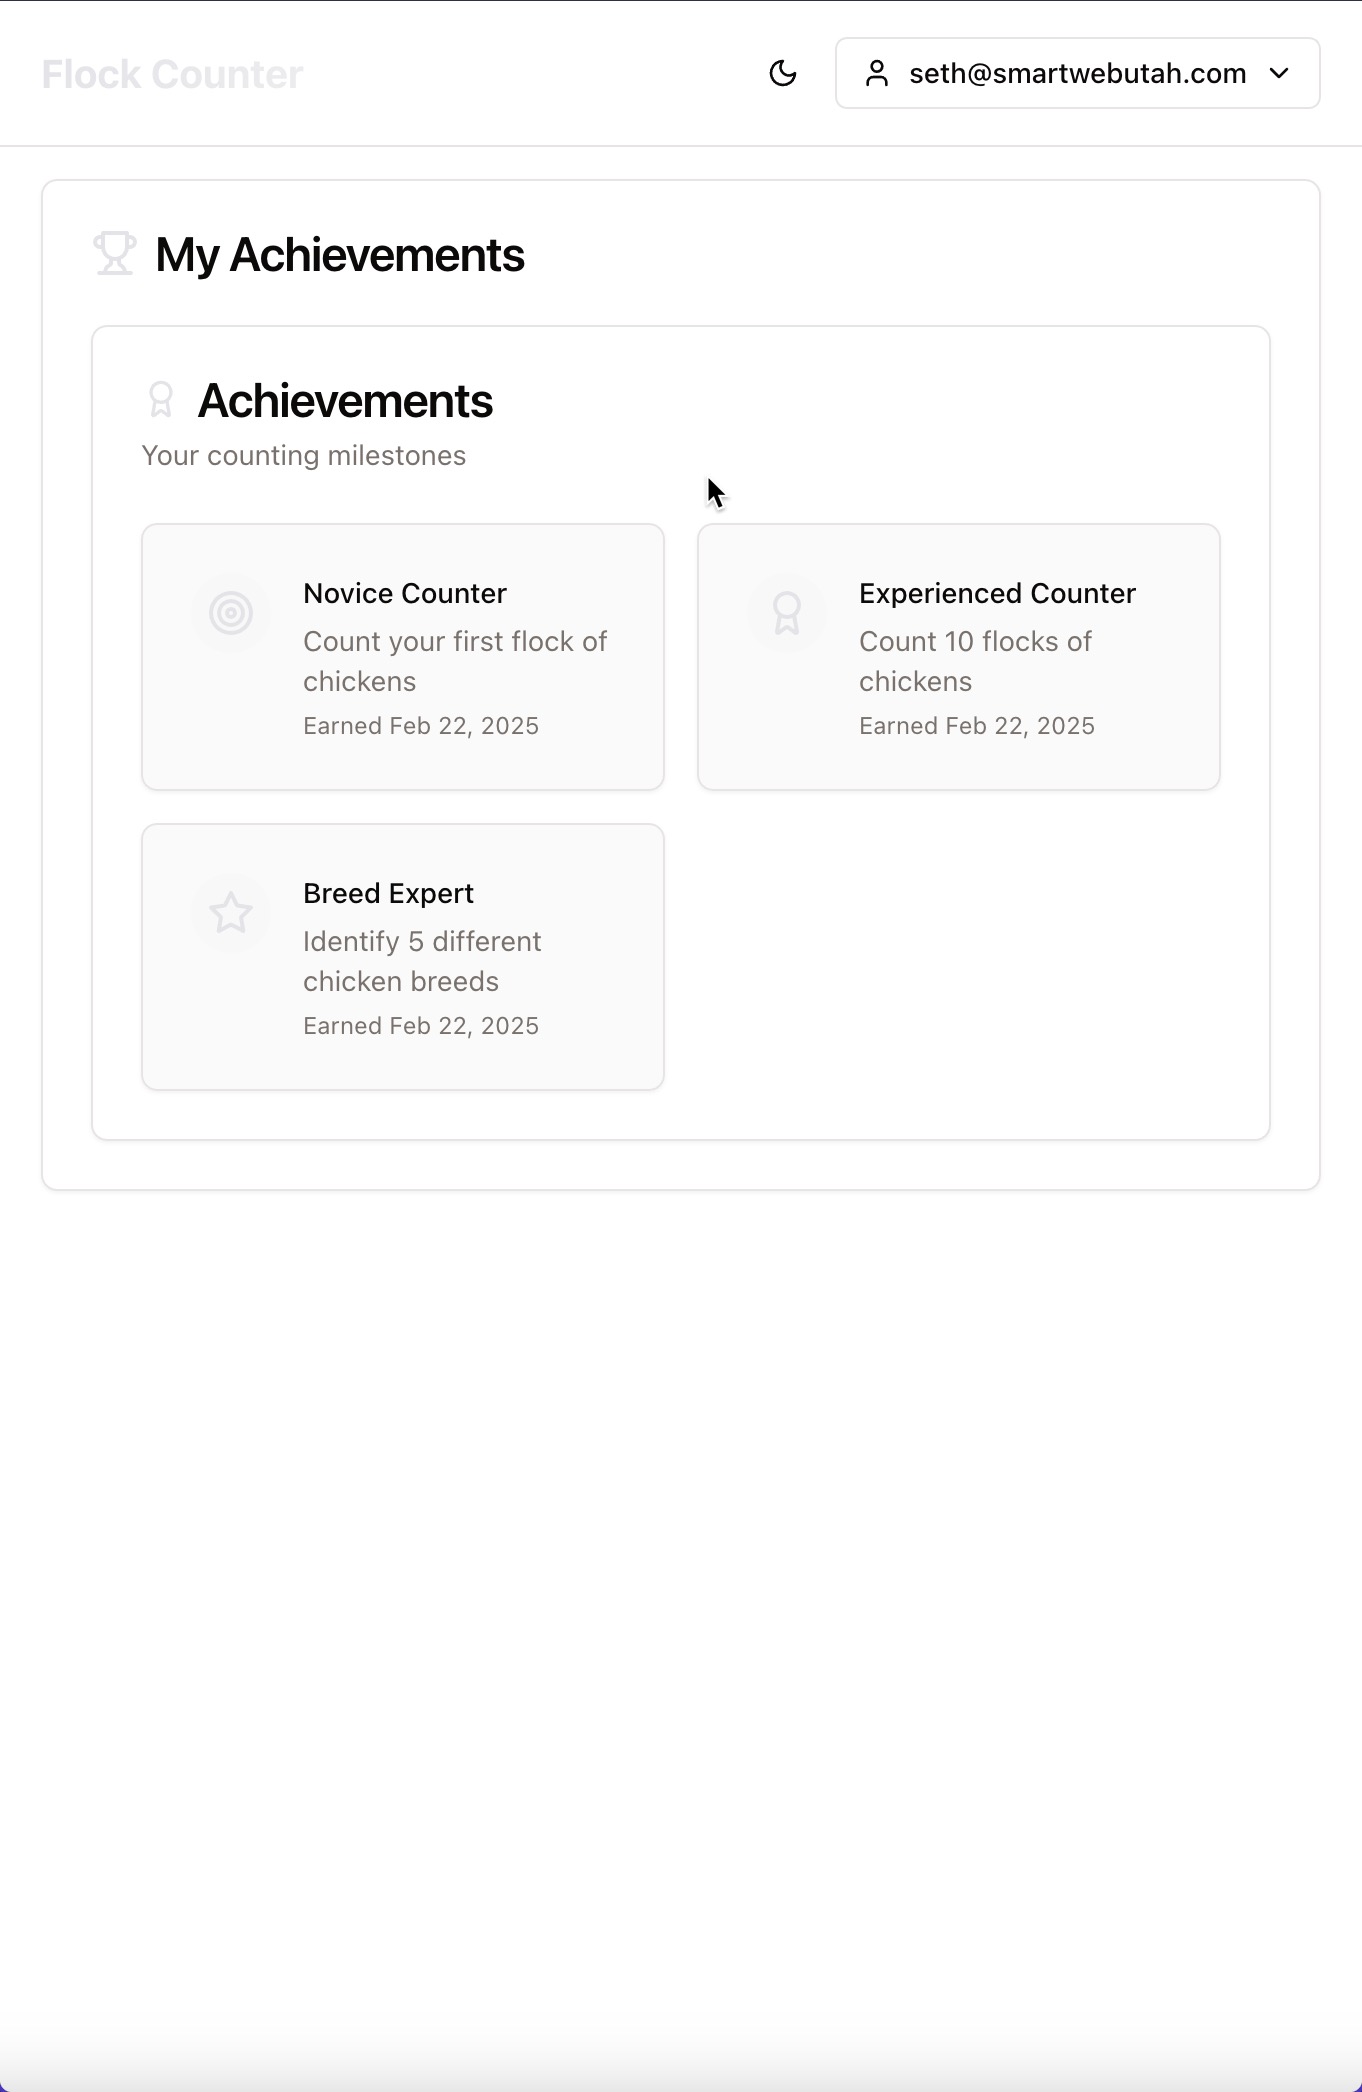 Flock Counter
seth@smartwebutah.com
My Achievements
Achievements
Your counting milestones
Novice Counter
Count your first flock of
chickens
Earned Feb 22, 2025
Experienced Counter
Count 10 flocks of
chickens
Earned Feb 22, 2025
Breed Expert
Identify 5 different
chicken breeds
Earned Feb 22, 2025